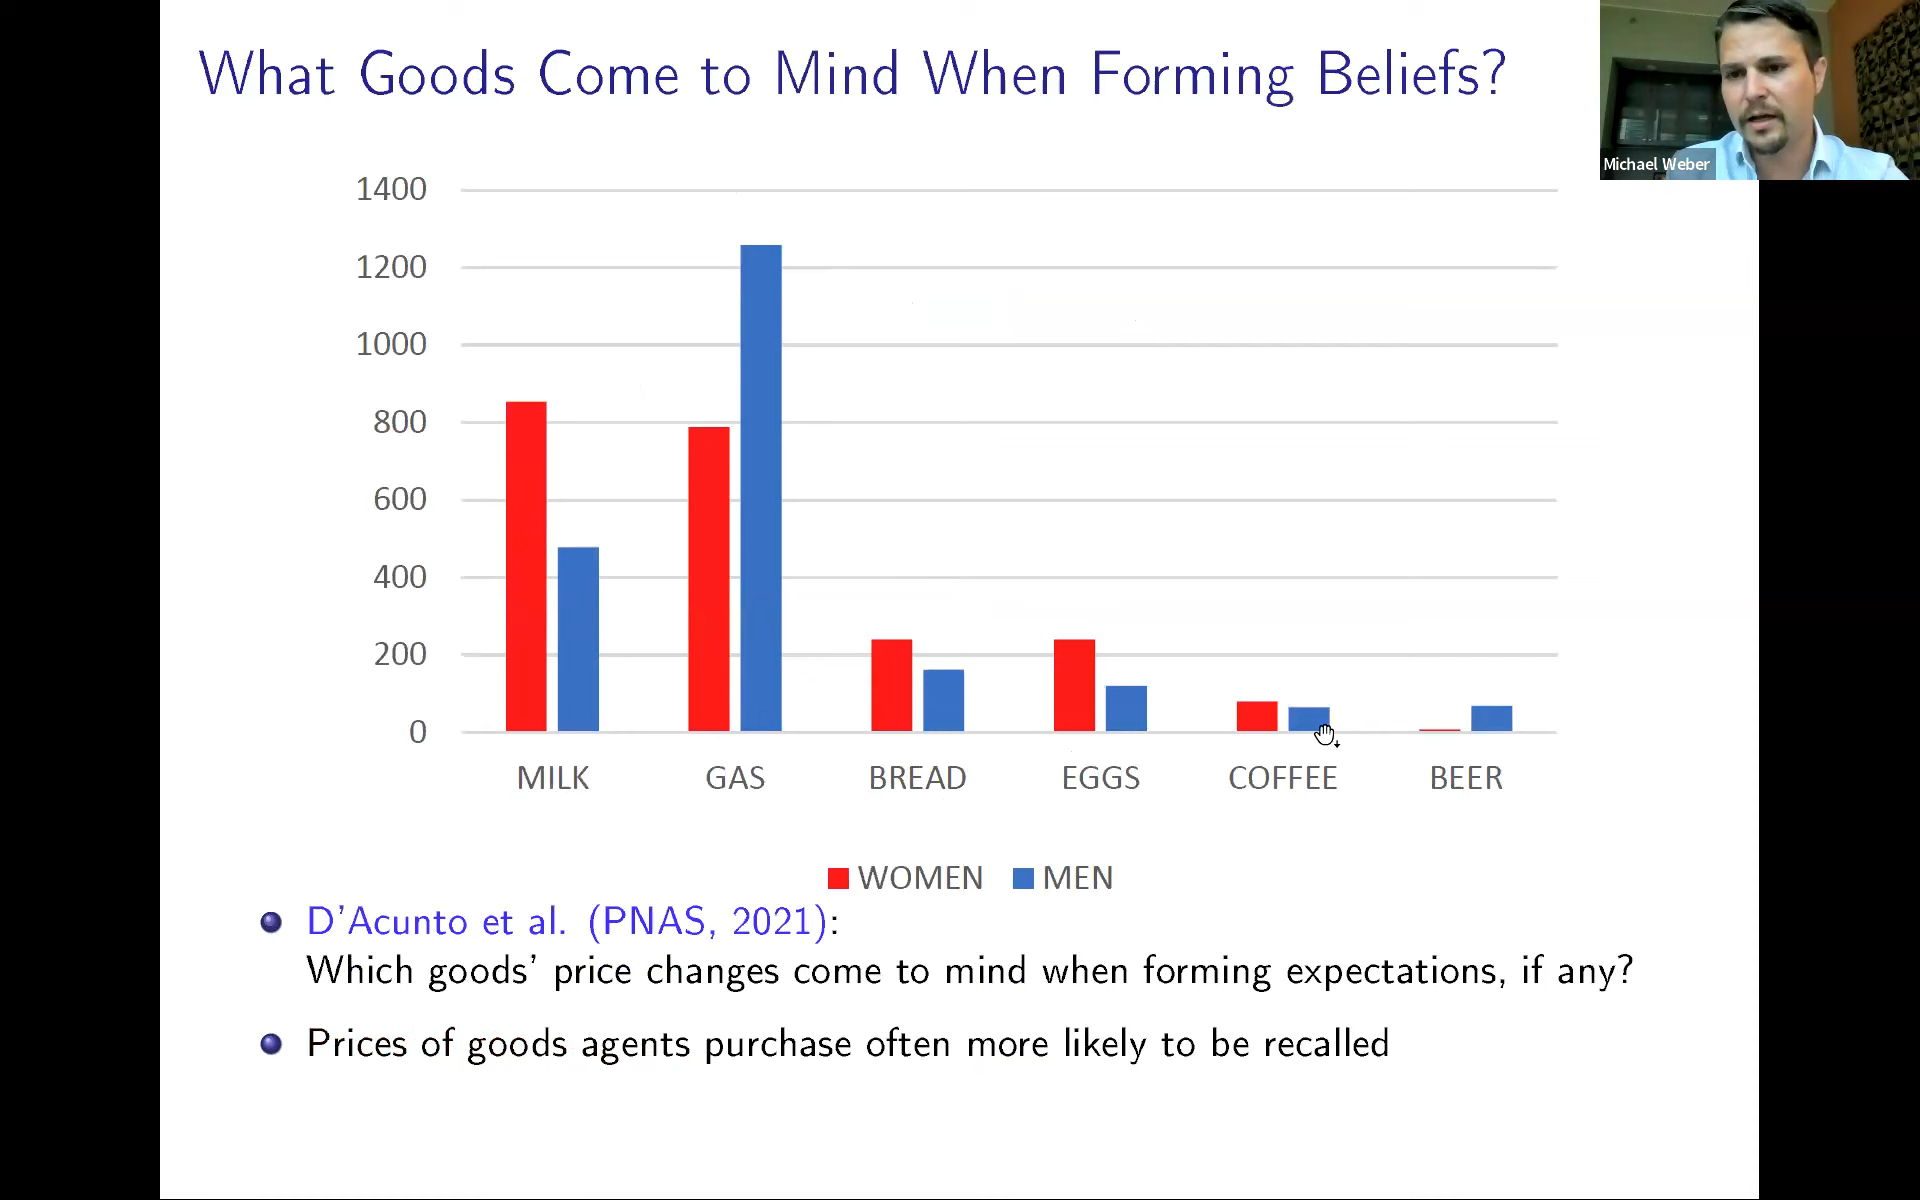 What Goods Come to Mind When Forming Beliefs?
Michael Weber
1400
1200
1000
800
600
400
200
0
MILK GAS BREAD EGGS COFFEE BEER
WOMEN MEN
D'Acunto et al. (PNAS, 2021):
Which goods' price changes come to mind when forming expectations, if any?
Prices of goods agents purchase often more likely to be recalled